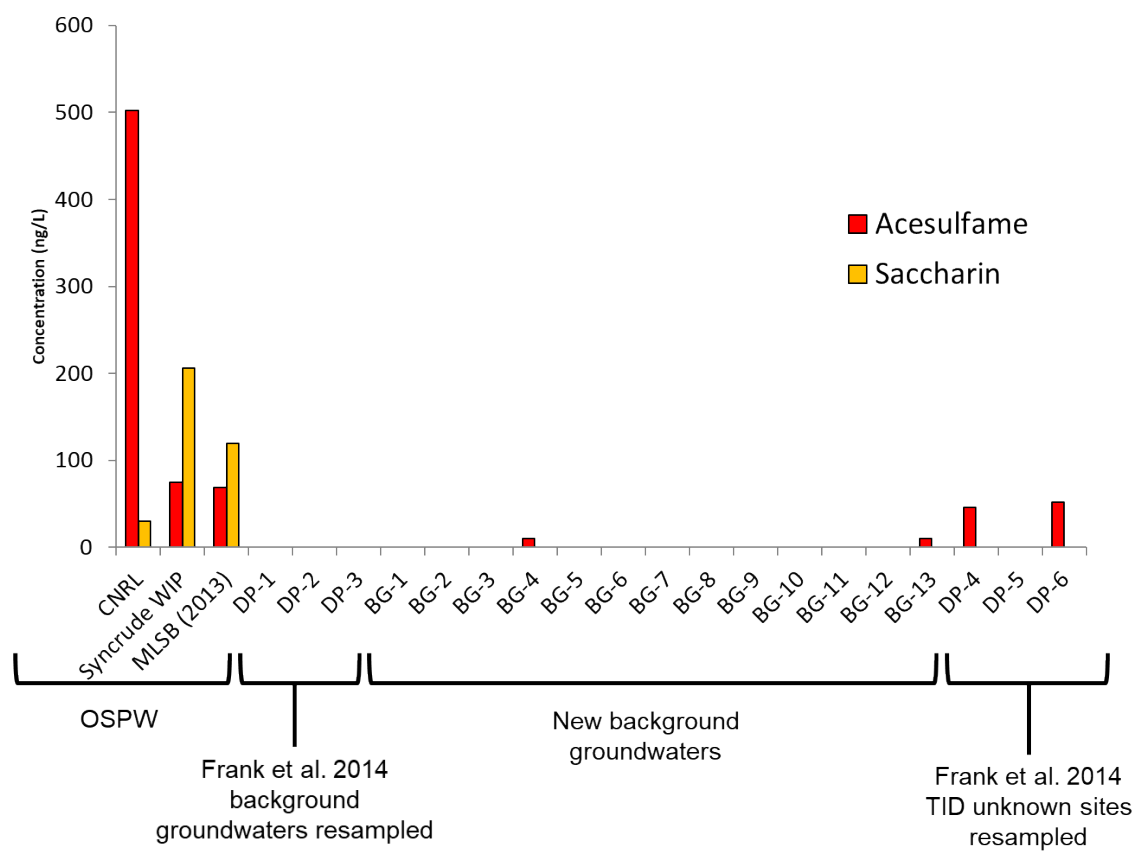 600
500
400
300
200
100
0
Concentration (ng/L)
Acesulfame
Saccharin
CNRL
Syncrude WIP
MLSB (2013)
DP-1
DP-2
DP-3
BG-1
BG-2
BG-3
BG-4
BG-5
BG-6
BG-7
BG-8
BG-9
BG-10
BG-11
BG-12
BG-13
DP-4
DP-5
DP-6
OSPW
Frank et al. 2014
background
groundwaters resampled
New background
groundwaters
Frank et al. 2014
TID unknown sites
resampled